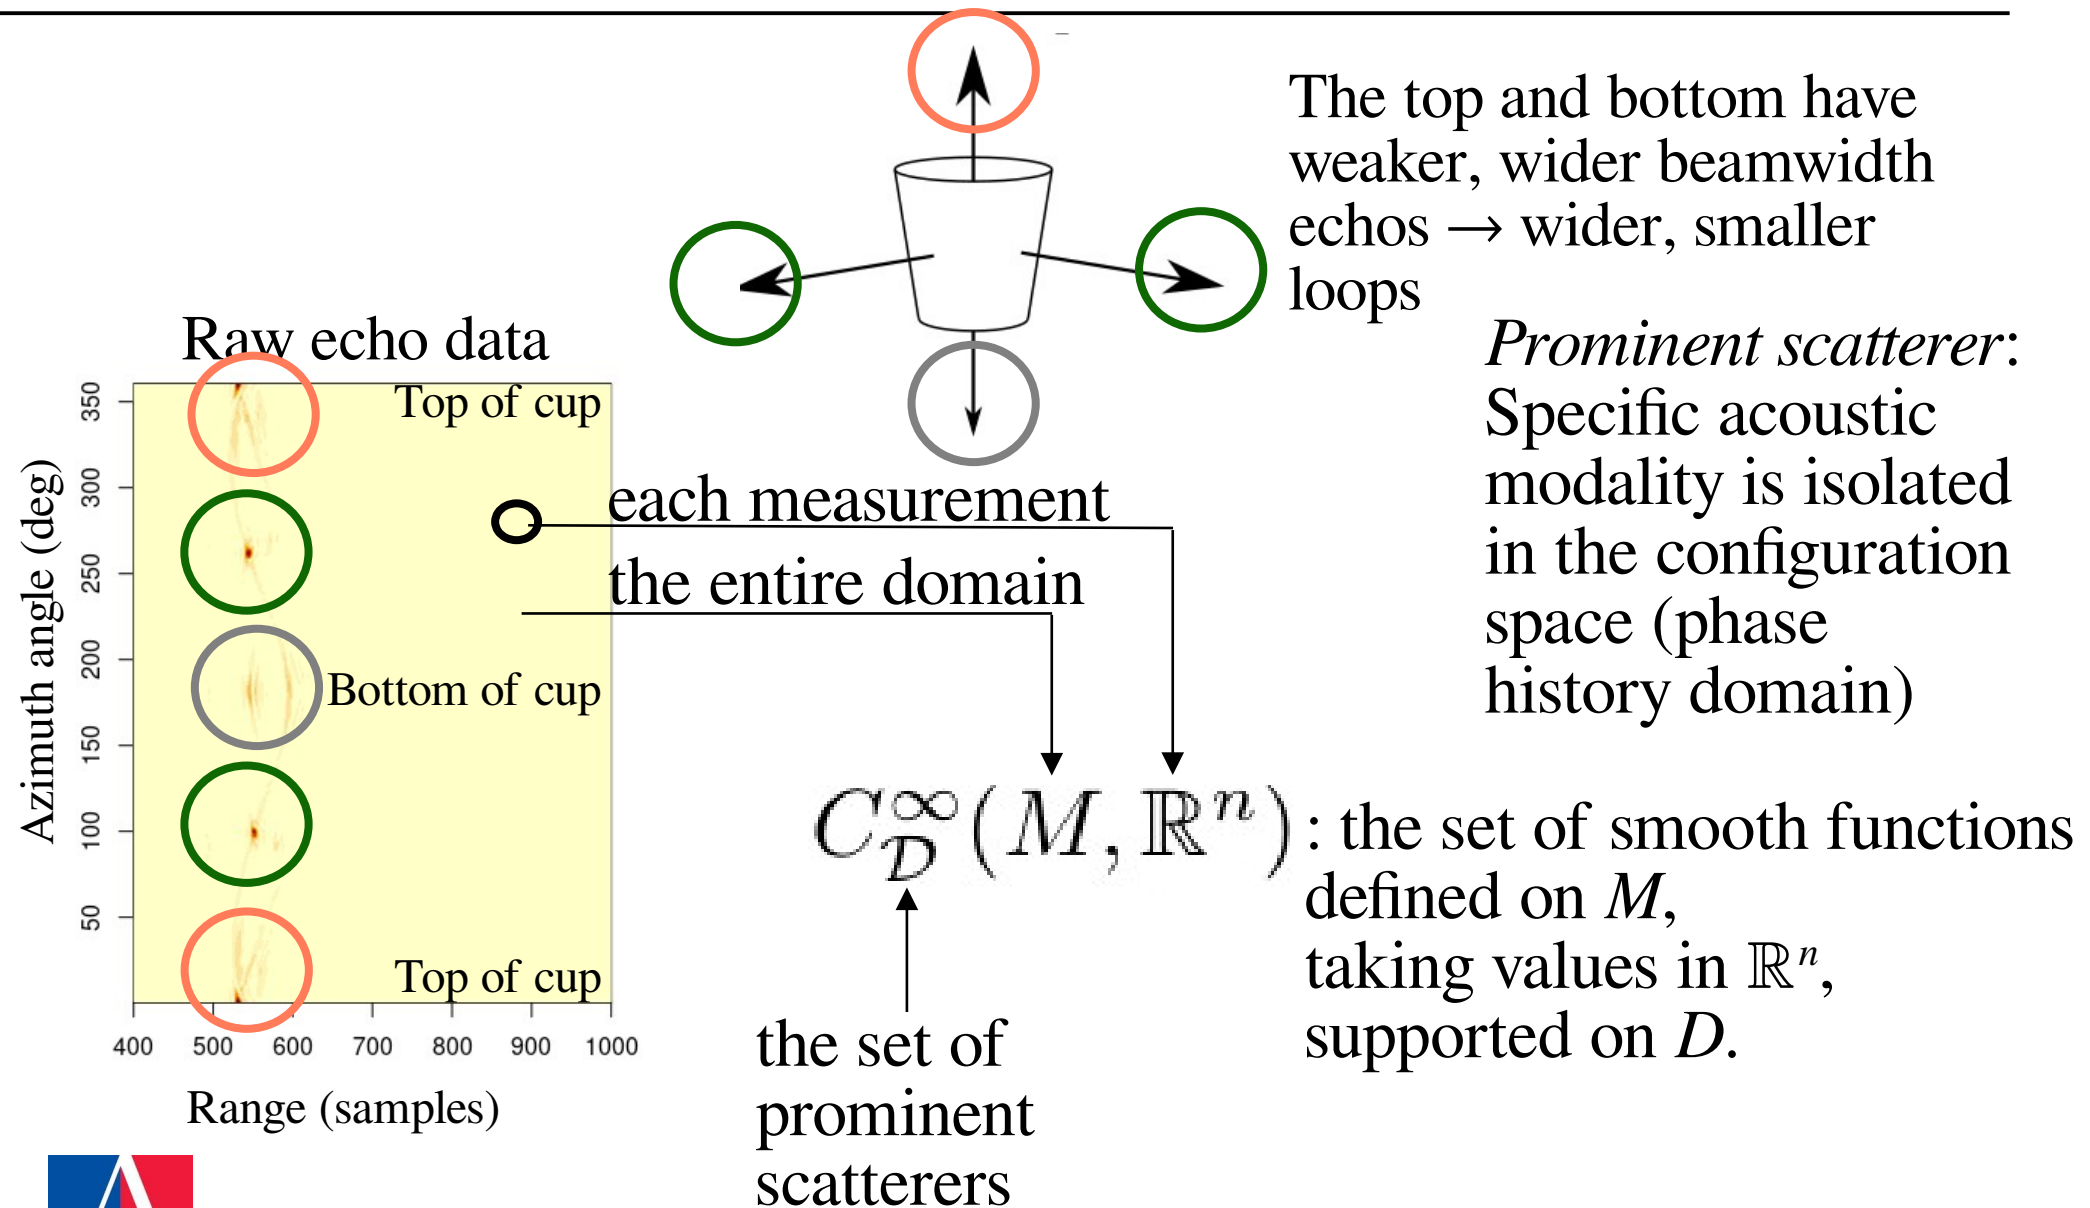 The top and bottom have
weaker, wider beamwidth
echos → wider, smaller
loops
Prominent scatterer:
Specific acoustic
modality is isolated
in the configuration
space (phase
history domain)
Raw echo data
Top of cup
Bottom of cup
Top of cup
Azimuth angle (deg)
350
300
250
200
150
100
50
400 500 600 700 800 900 1000
Range (samples)
each measurement
the entire domain
C^∞_𝒟(M, ℝⁿ)
: the set of smooth functions
defined on M,
taking values in ℝⁿ,
supported on D.
the set of
prominent
scatterers